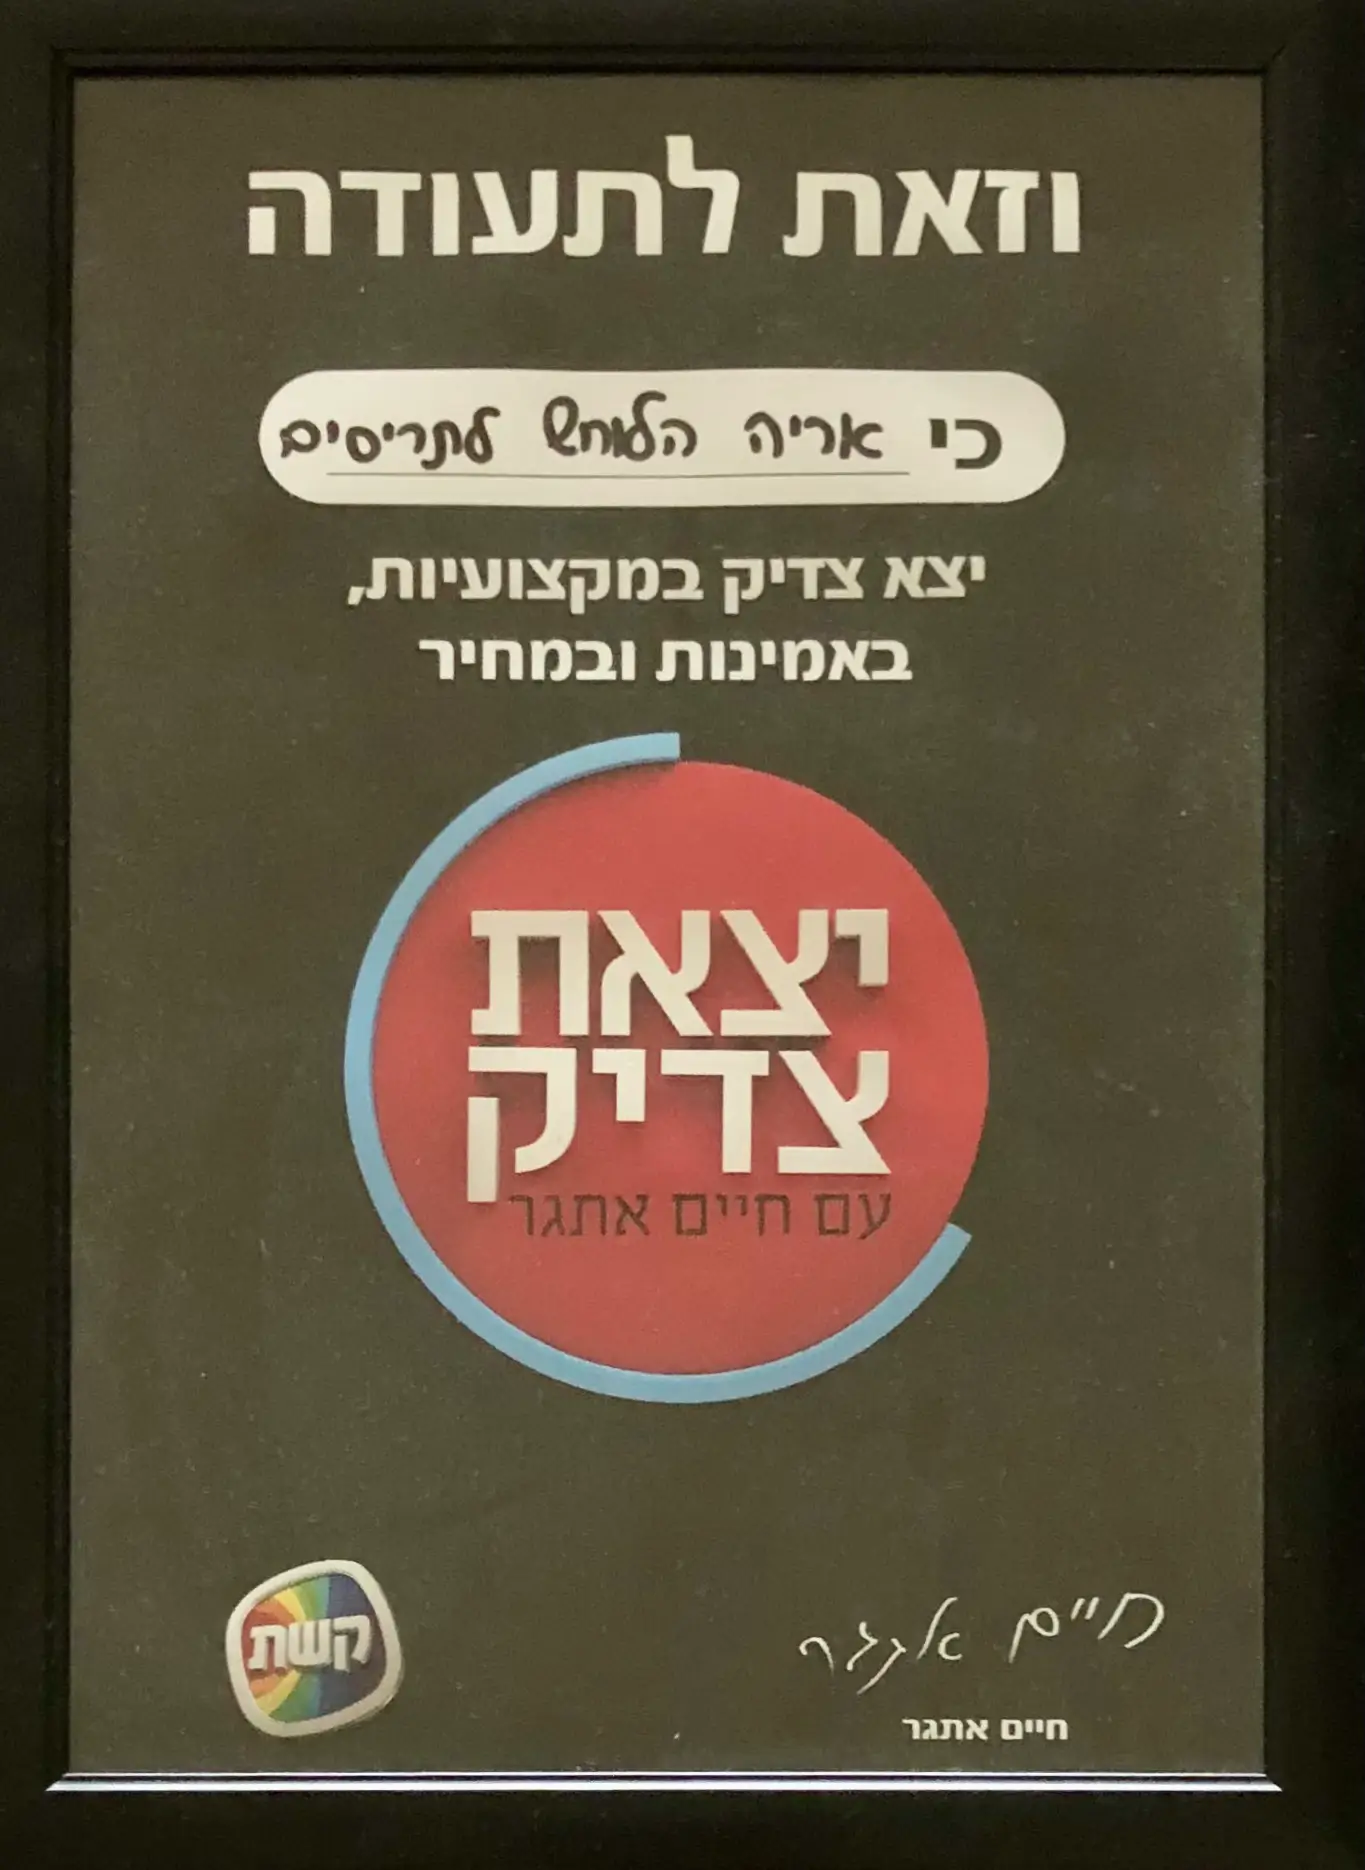 וזאת לתעודה
כי אריה הלוחש לתריסים
יצא צדיק במקצועיות,
באמינות ובמחיר
יצאת
צדיק
עם חיים אתגר
חיים אתגר
קשת
חיים אתגר